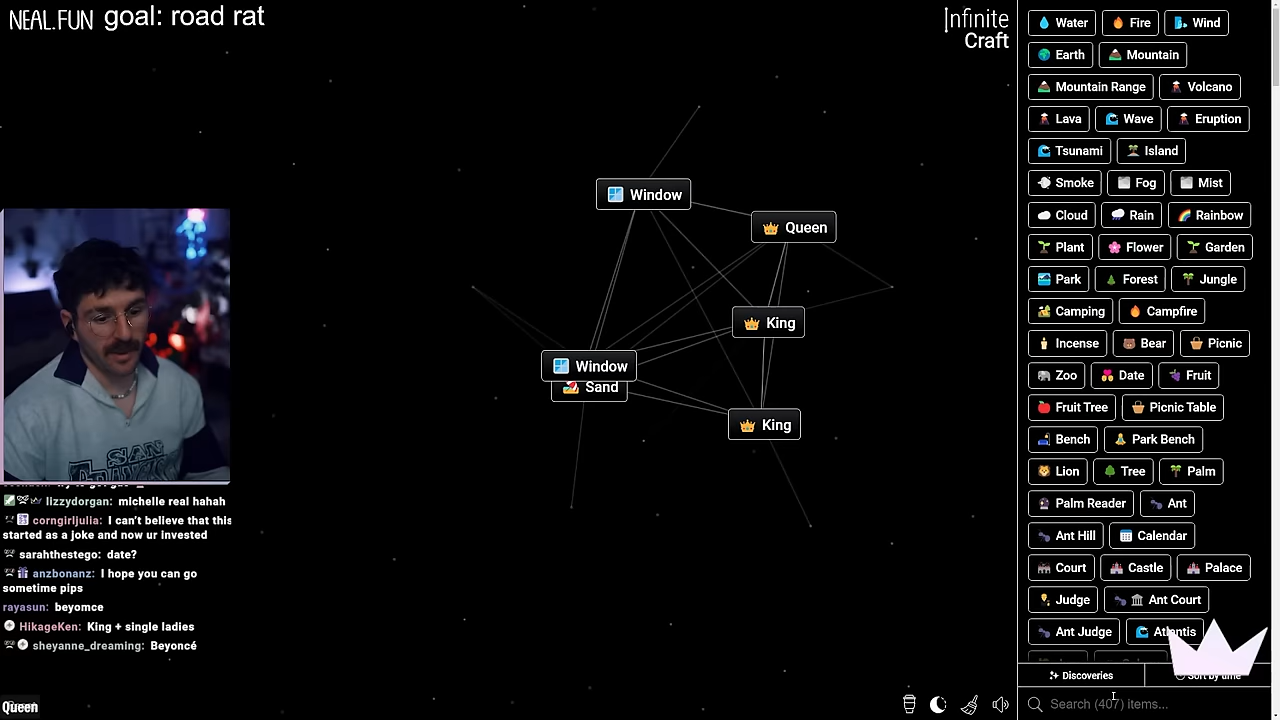 NEAL.FUN goal: road rat
Infinite
Craft
Window
Queen
King
Window
Sand
King
lizzydorgan: michelle real hahah
corngirljulia: I can't believe that this
started as a joke and now ur invested
sarahthestego: date?
anzbonanz: I hope you can go
sometime pips
rayasun: beyomce
HikageKen: King + single ladies
sheyanne_dreaming: Beyoncé
Queen
Water Fire Wind
Earth Mountain
Mountain Range Volcano
Lava Wave Eruption
Tsunami Island
Smoke Fog Mist
Cloud Rain Rainbow
Plant Flower Garden
Park Forest Jungle
Camping Campfire
Incense Bear Picnic
Zoo Date Fruit
Fruit Tree Picnic Table
Bench Park Bench
Lion Tree Palm
Palm Reader Ant
Ant Hill Calendar
Court Castle Palace
Judge Ant Court
Ant Judge Atlantis
Discoveries Sort by time
Search (407) items...